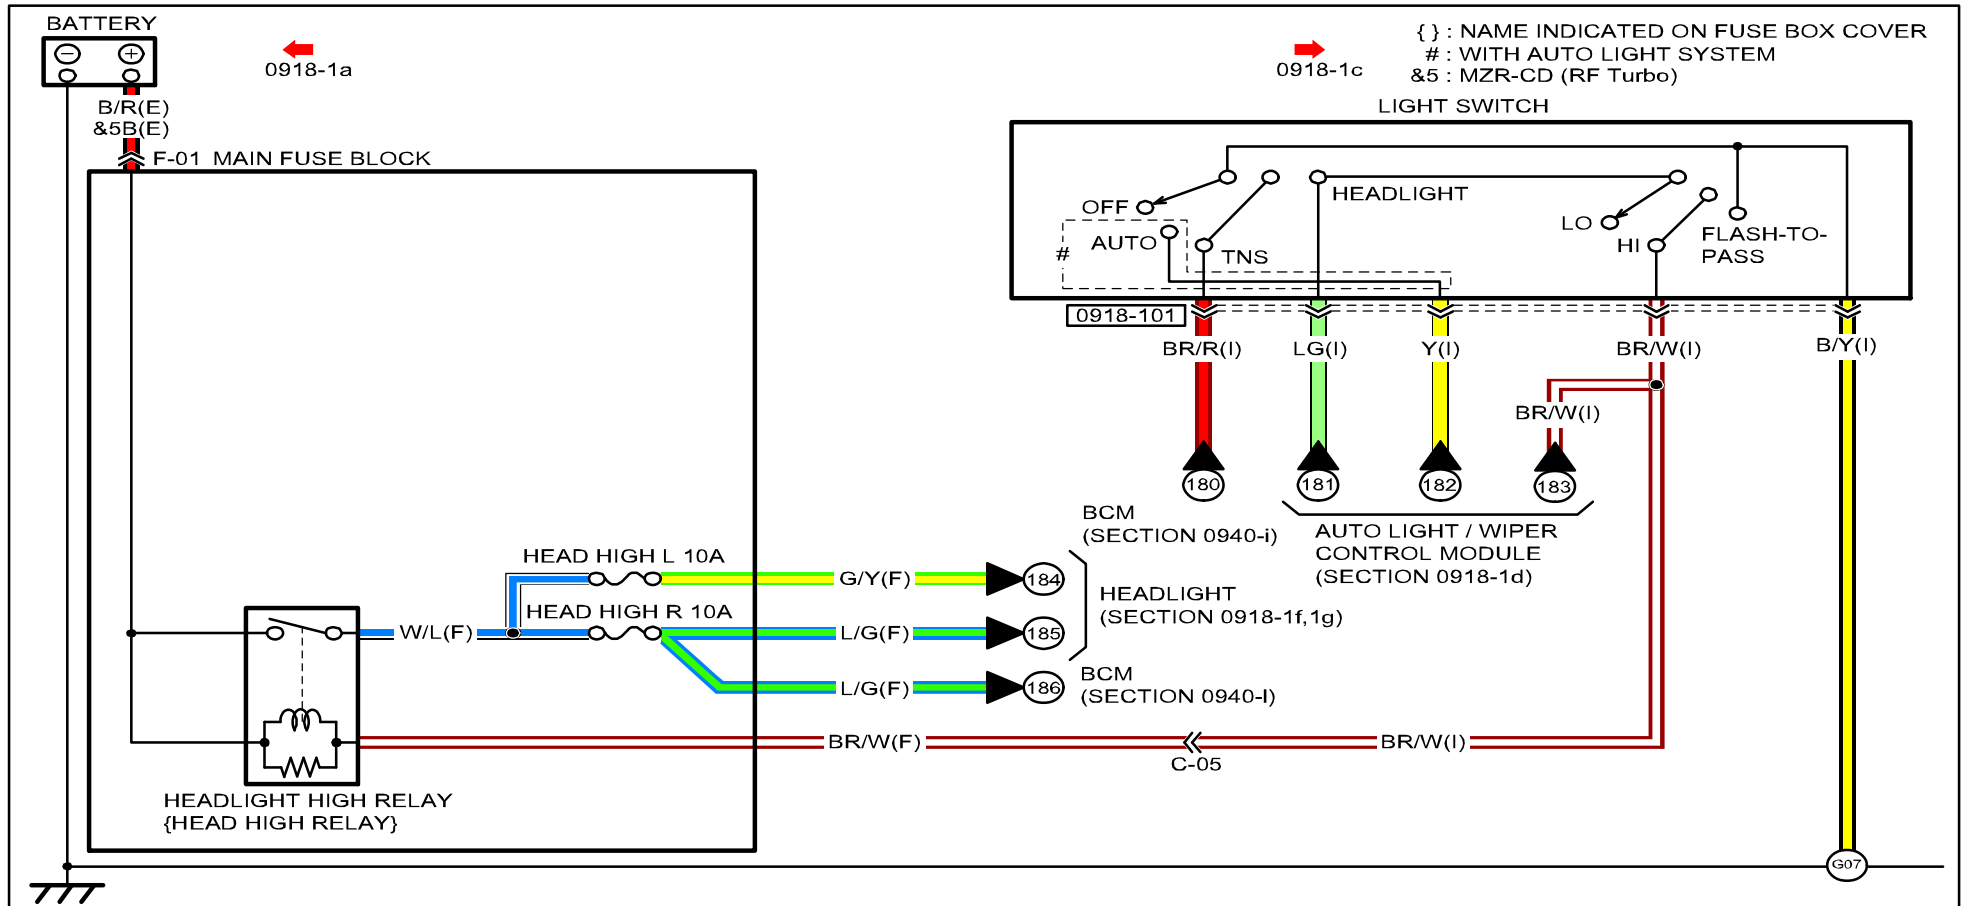 BATTERY
− +
0918-1a
0918-1c
{ } : NAME INDICATED ON FUSE BOX COVER
# : WITH AUTO LIGHT SYSTEM
&5 : MZR-CD (RF Turbo)
B/R(E)
&5B(E)
F-01 MAIN FUSE BLOCK
LIGHT SWITCH
OFF
AUTO
#
TNS
HEADLIGHT
LO
HI
FLASH-TO-
PASS
0918-101
BR/R(I)
LG(I)
Y(I)
BR/W(I)
B/Y(I)
BR/W(I)
180
181
182
183
BCM
(SECTION 0940-i)
AUTO LIGHT / WIPER
CONTROL MODULE
(SECTION 0918-1d)
HEAD HIGH L 10A
G/Y(F)
184
HEAD HIGH R 10A
HEADLIGHT
(SECTION 0918-1f,1g)
W/L(F)
L/G(F)
185
L/G(F)
186
BCM
(SECTION 0940-l)
BR/W(F)
C-05
BR/W(I)
HEADLIGHT HIGH RELAY
{HEAD HIGH RELAY}
G07